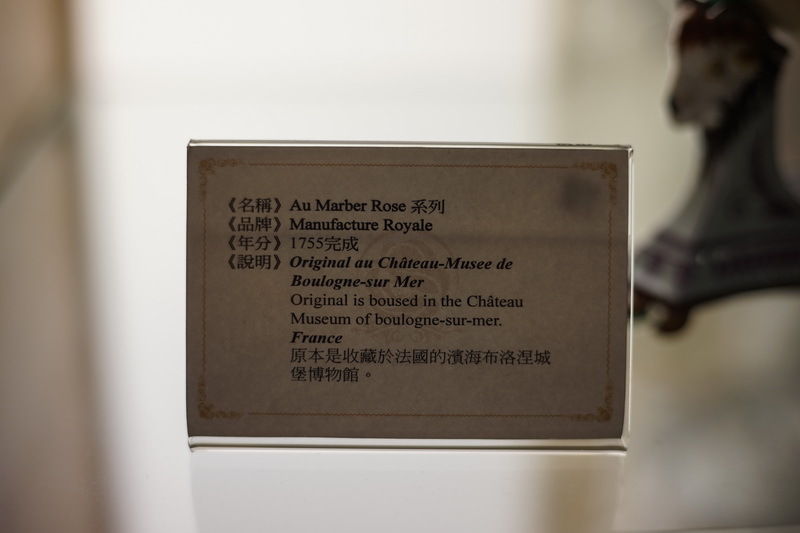 《名稱》Au Marber Rose 系列
《品牌》Manufacture Royale
《年分》1755完成
《說明》Original au Château-Musee de
Boulogne-sur Mer
Original is boused in the Château
Museum of boulogne-sur-mer.
France
原本是收藏於法國的濱海布洛涅城
堡博物館。